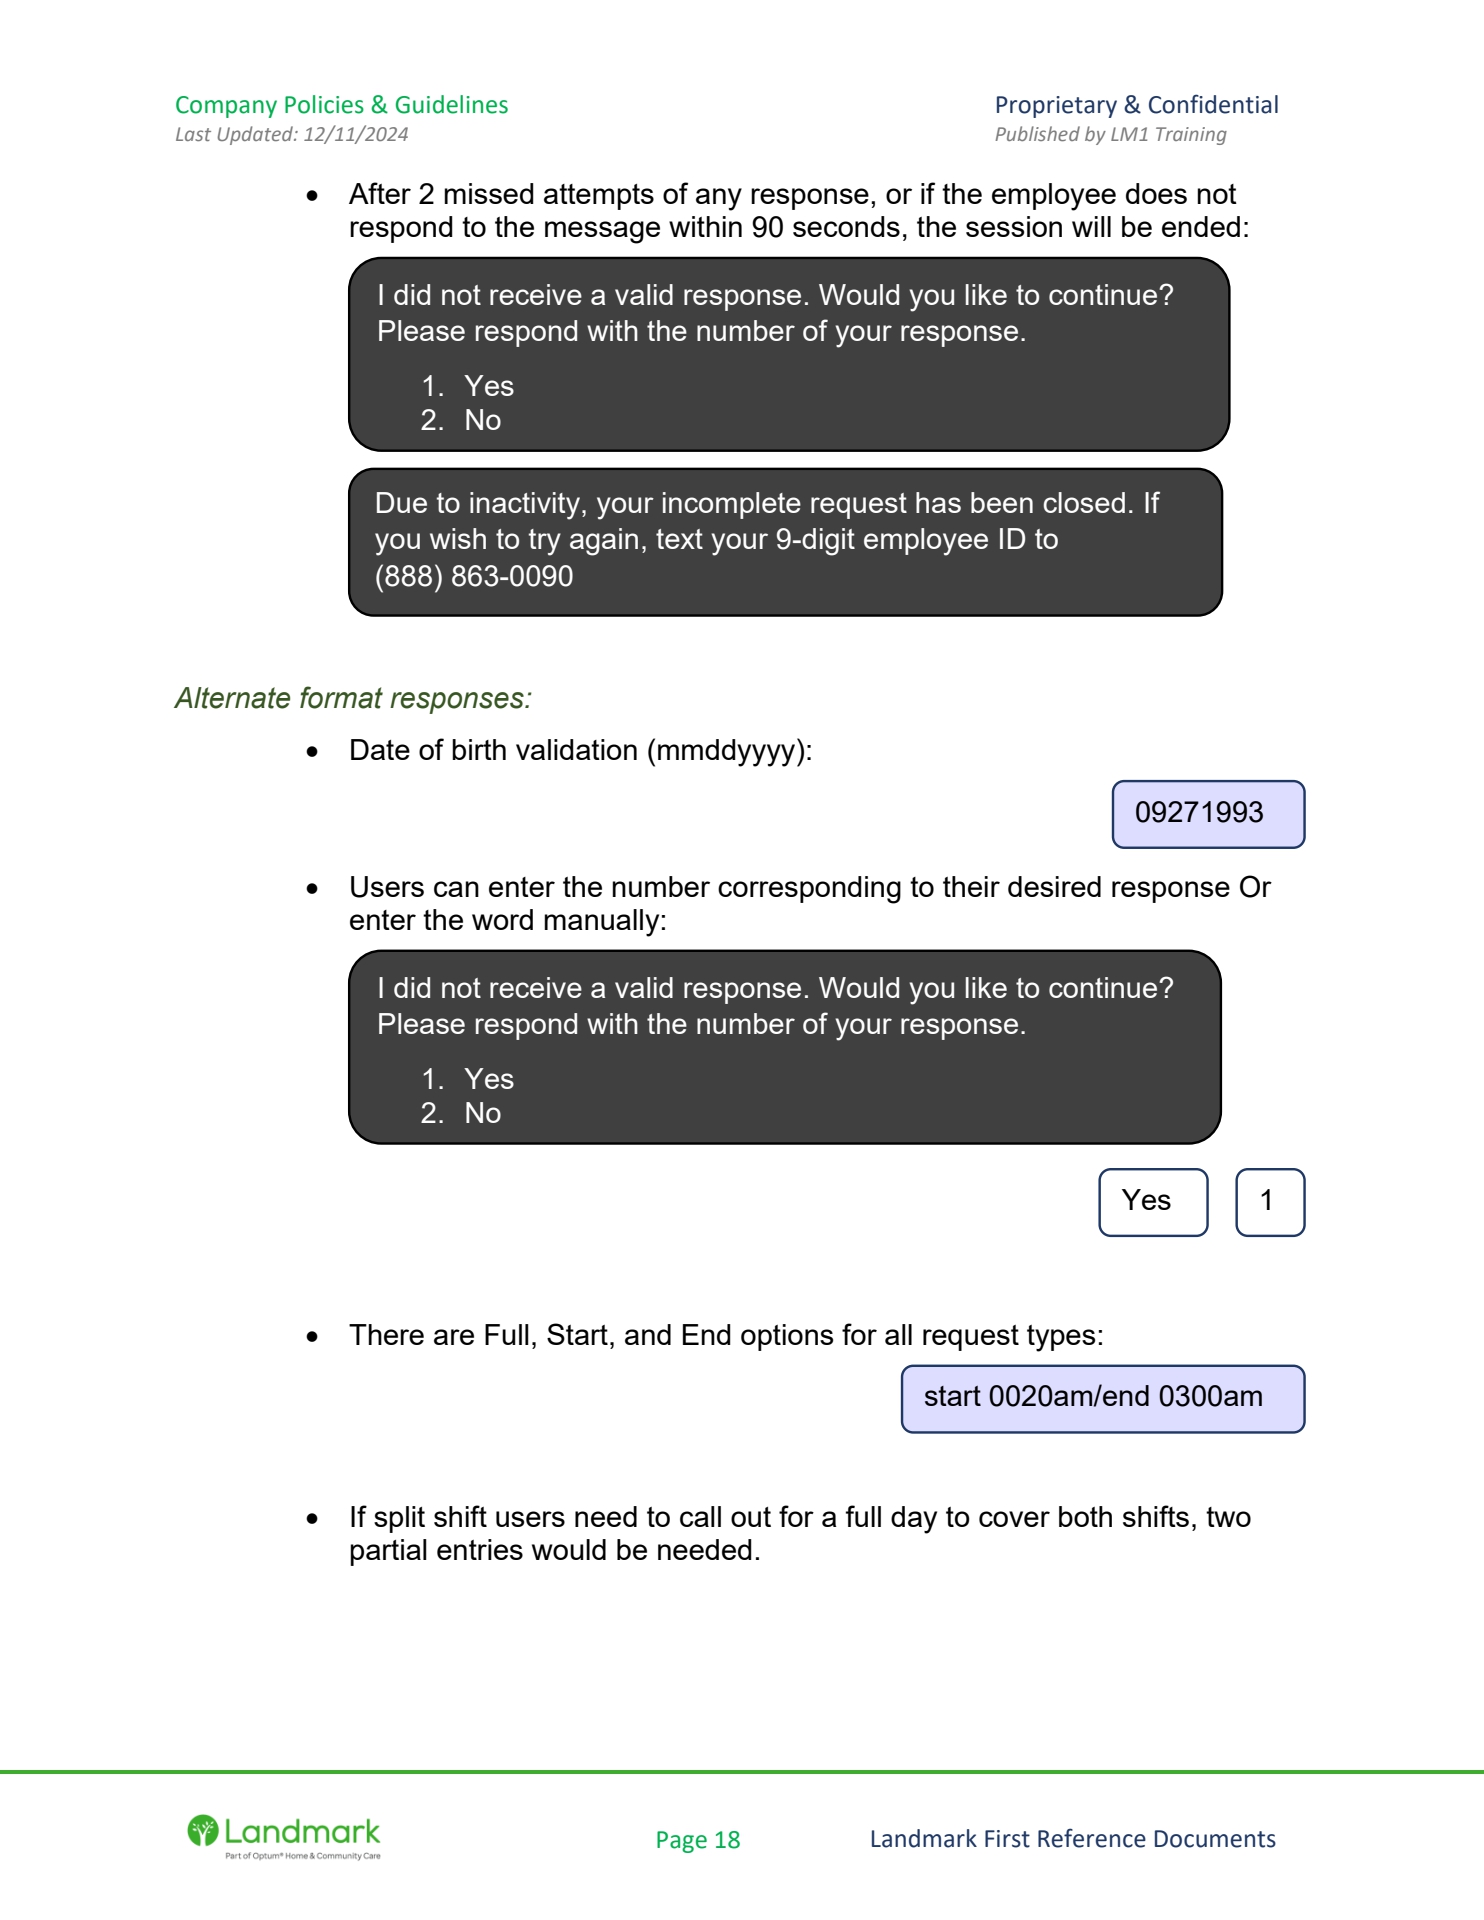 Company Policies & Guidelines
Proprietary & Confidential
Last Updated: 12/11/2024
Published by LM1 Training
• After 2 missed attempts of any response, or if the employee does not
respond to the message within 90 seconds, the session will be ended:
I did not receive a valid response. Would you like to continue?
Please respond with the number of your response.
1. Yes
2. No
Due to inactivity, your incomplete request has been closed. If
you wish to try again, text your 9-digit employee ID to
(888) 863-0090
Alternate format responses:
• Date of birth validation (mmddyyyy):
09271993
• Users can enter the number corresponding to their desired response Or
enter the word manually:
I did not receive a valid response. Would you like to continue?
Please respond with the number of your response.
1. Yes
2. No
Yes
1
• There are Full, Start, and End options for all request types:
start 0020am/end 0300am
• If split shift users need to call out for a full day to cover both shifts, two
partial entries would be needed.
Landmark
Part of Optum® Home & Community Care
Page 18
Landmark First Reference Documents